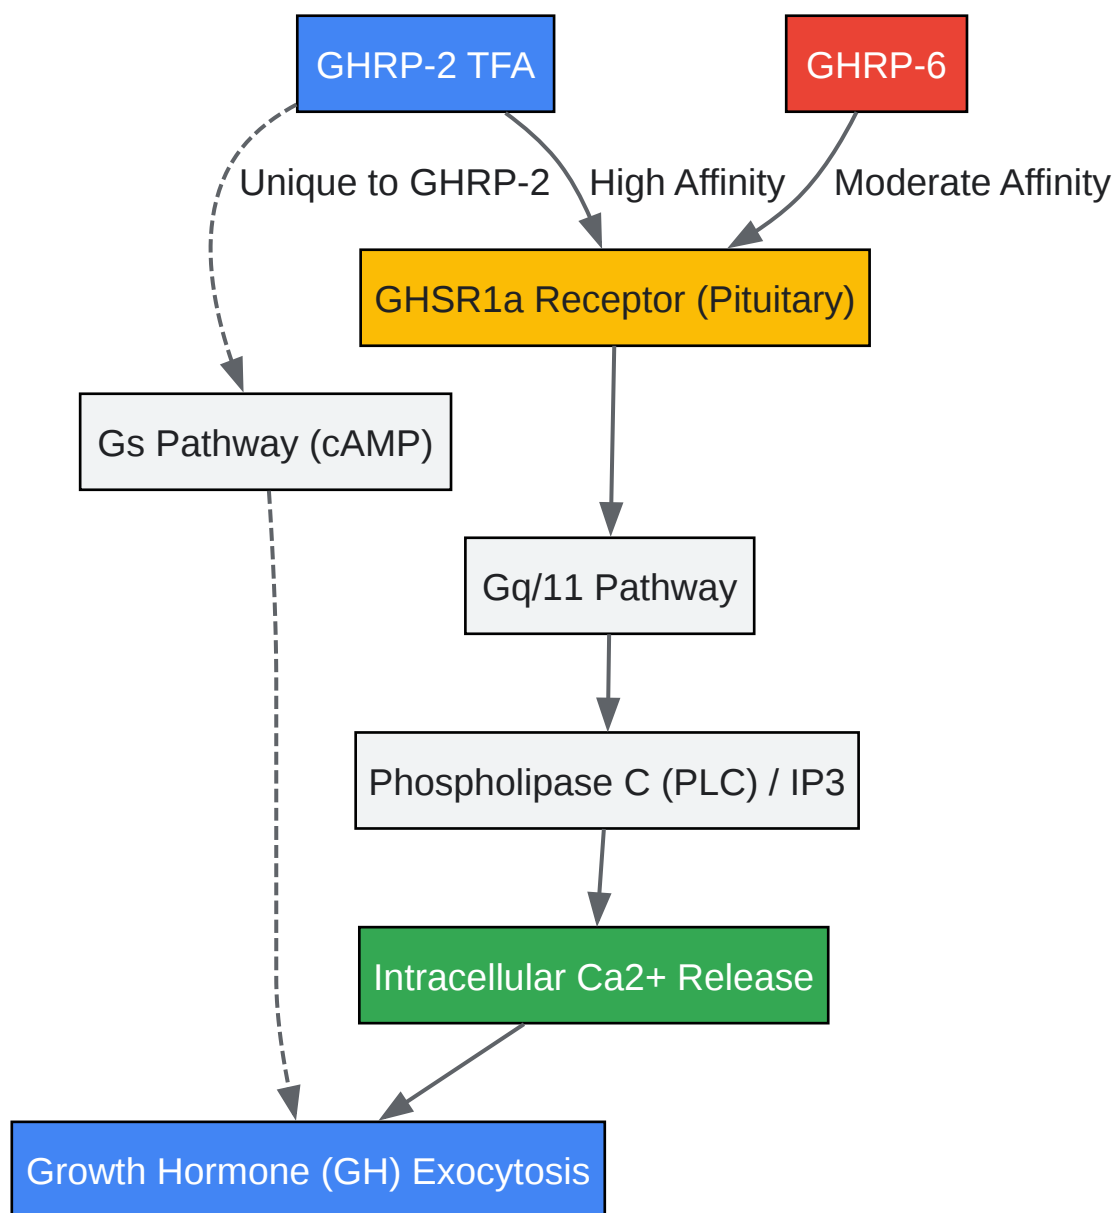 GHRP-2 TFA
GHRP-6
Unique to GHRP-2
High Affinity
Moderate Affinity
GHSR1a Receptor (Pituitary)
Gs Pathway (cAMP)
Gq/11 Pathway
Phospholipase C (PLC) / IP3
Intracellular Ca2+ Release
Growth Hormone (GH) Exocytosis